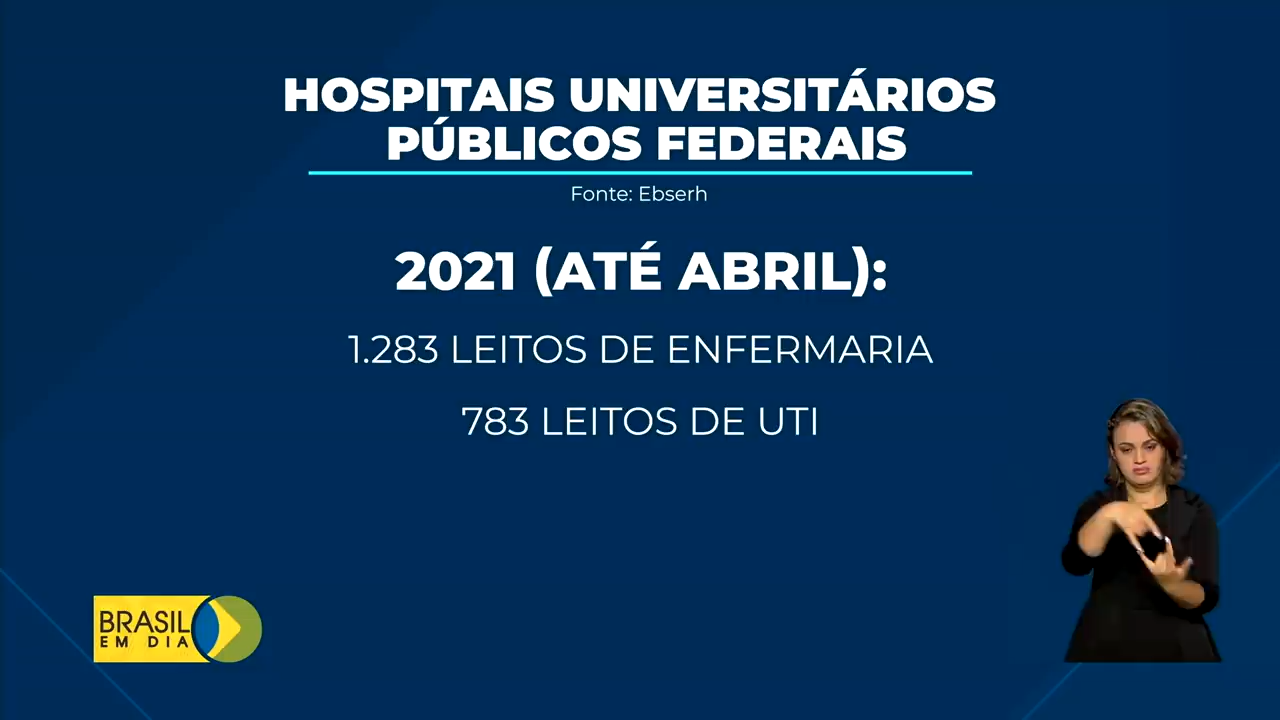 HOSPITAIS UNIVERSITÁRIOS
PÚBLICOS FEDERAIS
Fonte: Ebserh
2021 (ATÉ ABRIL):
1.283 LEITOS DE ENFERMARIA
783 LEITOS DE UTI
BRASIL
EM DIA